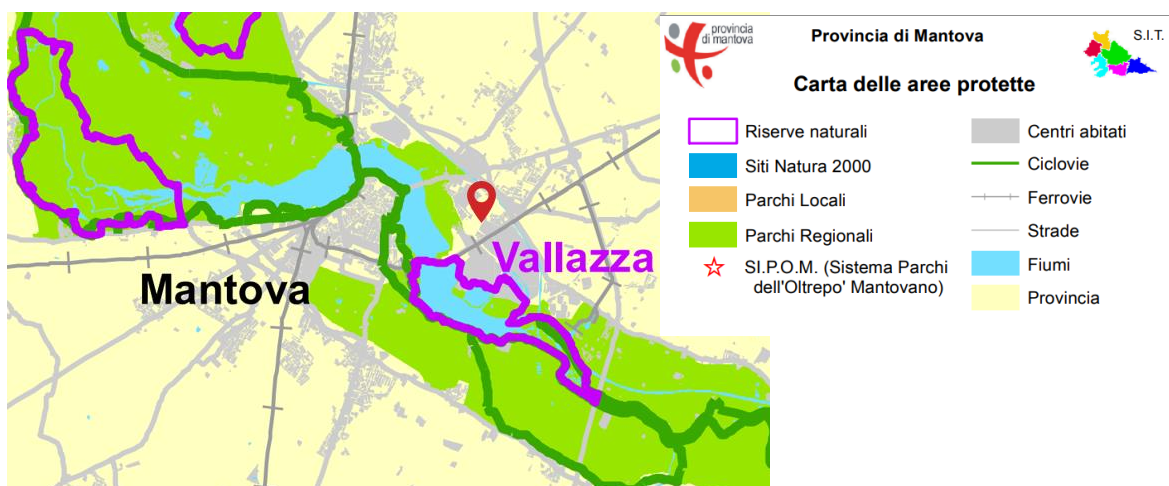 provincia
di mantova
Provincia di Mantova
S.I.T.
Carta delle aree protette
Riserve naturali
Siti Natura 2000
Parchi Locali
Parchi Regionali
SI.P.O.M. (Sistema Parchi
dell'Oltrepo' Mantovano)
Centri abitati
Ciclovie
Ferrovie
Strade
Fiumi
Provincia
Vallazza
Mantova